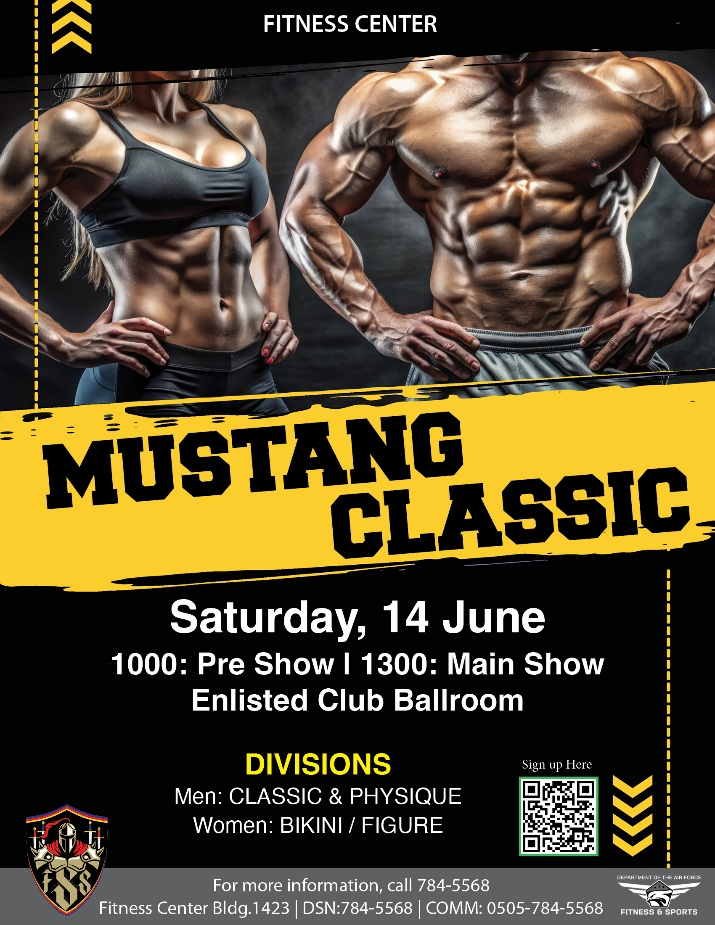 FITNESS CENTER
MUSTANG
CLASSIC
Saturday, 14 June
1000: Pre Show | 1300: Main Show
Enlisted Club Ballroom
DIVISIONS
Men: CLASSIC & PHYSIQUE
Women: BIKINI / FIGURE
Sign up Here
FSS
For more information, call 784-5568
Fitness Center Bldg.1423 | DSN:784-5568 | COMM: 0505-784-5568
DEPARTMENT OF THE AIR FORCE
FITNESS & SPORTS